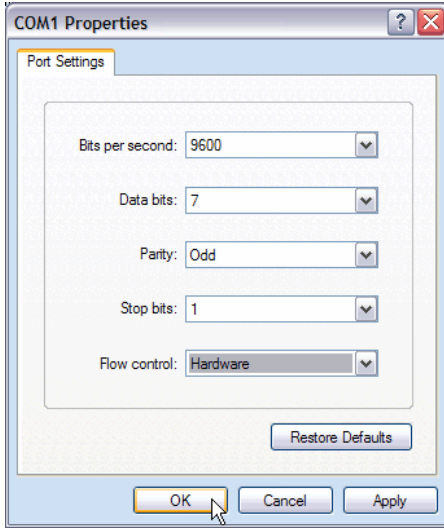 COM1 Properties
Port Settings
Bits per second: 9600
Data bits: 7
Parity: Odd
Stop bits: 1
Flow control: Hardware
Restore Defaults
OK Cancel Apply